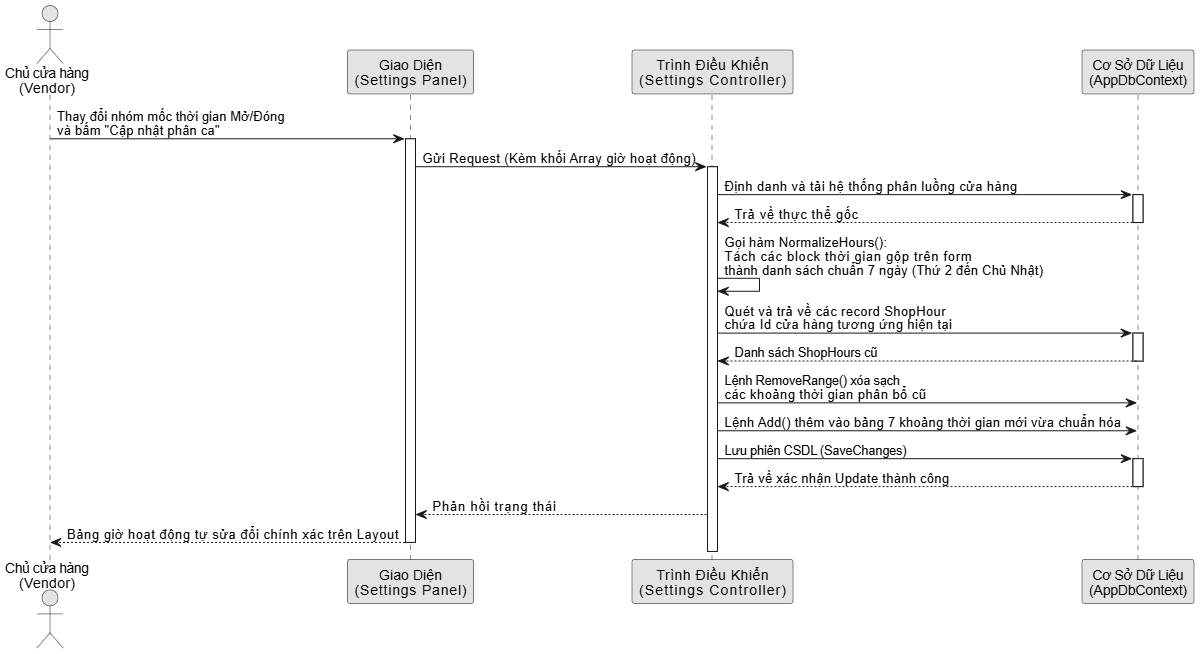 Chủ cửa hàng
(Vendor)
Giao Diện
(Settings Panel)
Trình Điều Khiển
(Settings Controller)
Cơ Sở Dữ Liệu
(AppDbContext)
Thay đổi nhóm mốc thời gian Mở/Đóng
và bấm "Cập nhật phân ca"
Gửi Request (Kèm khối Array giờ hoạt động)
Định danh và tải hệ thống phân luồng cửa hàng
Trả về thực thể gốc
Gọi hàm NormalizeHours():
Tách các block thời gian gộp trên form
thành danh sách chuẩn 7 ngày (Thứ 2 đến Chủ Nhật)
Quét và trả về các record ShopHour
chứa Id cửa hàng tương ứng hiện tại
Danh sách ShopHours cũ
Lệnh RemoveRange() xóa sạch
các khoảng thời gian phân bổ cũ
Lệnh Add() thêm vào bảng 7 khoảng thời gian mới vừa chuẩn hóa
Lưu phiên CSDL (SaveChanges)
Trả về xác nhận Update thành công
Phản hồi trạng thái
Bảng giờ hoạt động tự sửa đổi chính xác trên Layout
Chủ cửa hàng
(Vendor)
Giao Diện
(Settings Panel)
Trình Điều Khiển
(Settings Controller)
Cơ Sở Dữ Liệu
(AppDbContext)